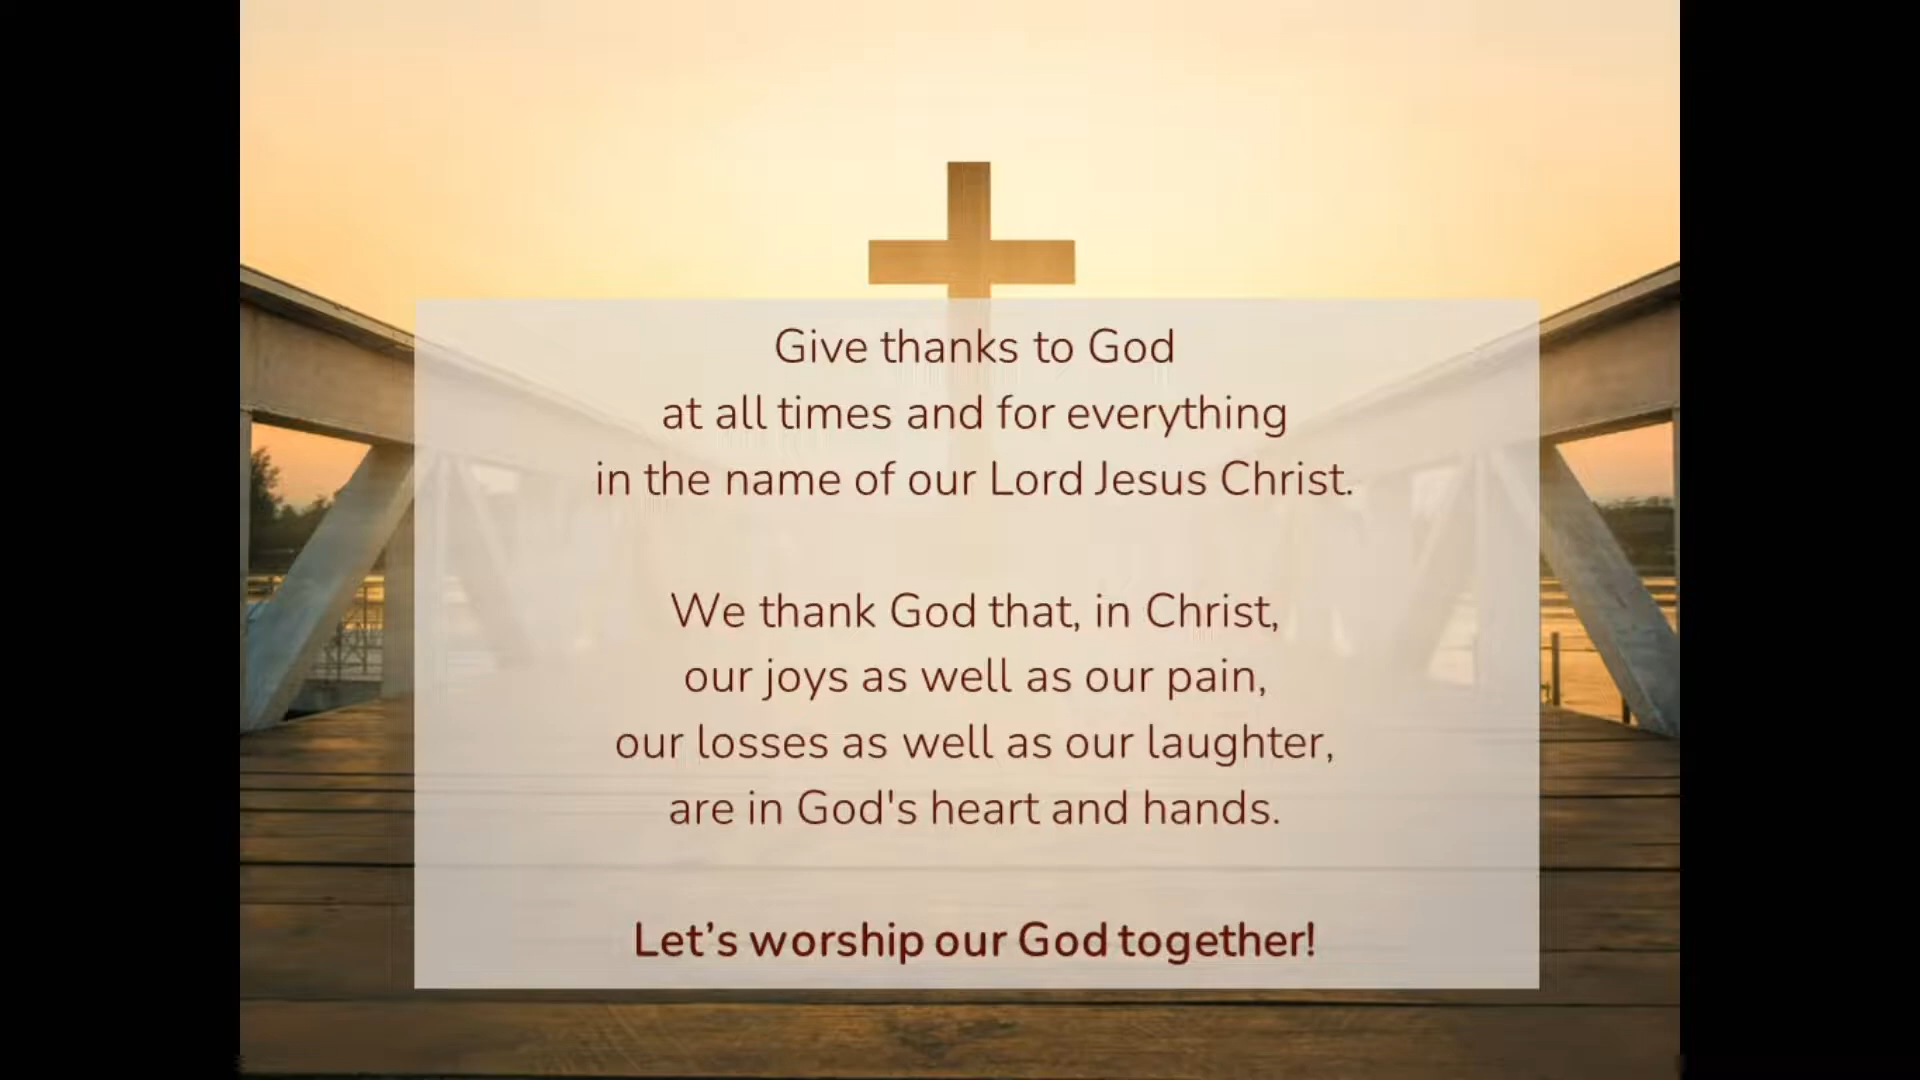 Give thanks to God
at all times and for everything
in the name of our Lord Jesus Christ.
We thank God that, in Christ,
our joys as well as our pain,
our losses as well as our laughter,
are in God's heart and hands.
Let’s worship our God together!